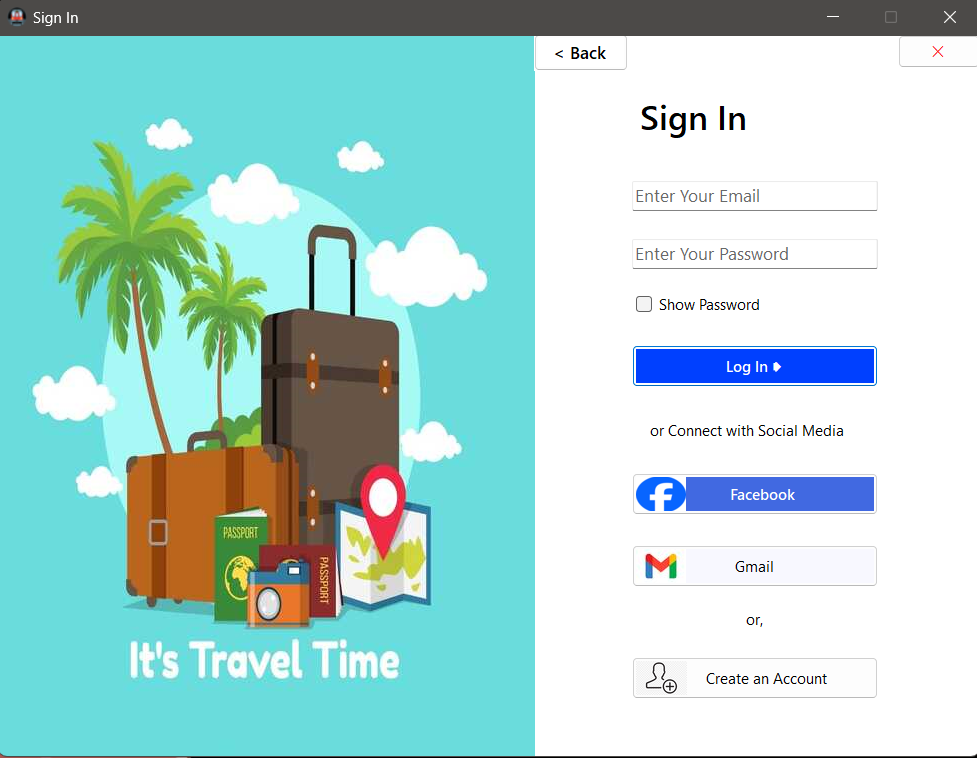 Sign In
< Back
Sign In
Enter Your Email
Enter Your Password
Show Password
Log In
or Connect with Social Media
Facebook
Gmail
or,
Create an Account
PASSPORT
PASSPORT
It's Travel Time